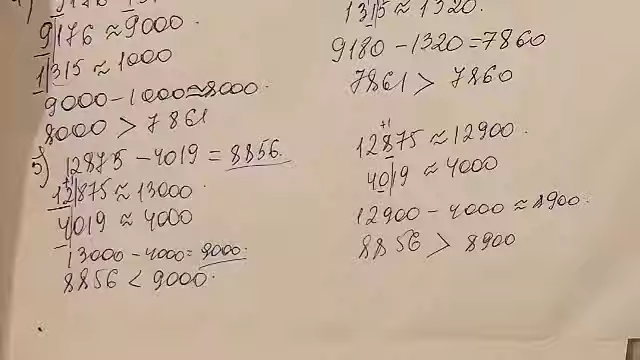 9176 ≈ 9000.
1315 ≈ 1000
9000 - 1000 ≈ 8000.
8000 > 7861
5) 12875 - 4019 = 8856.
12875 ≈ 13000.
4019 ≈ 4000
13000 - 4000 = 9000.
8856 < 9000.
1315 ≈ 1320.
9180 - 1320 = 7860
7861 > 7860
+1
12875 ≈ 12900.
4019 ≈ 4000
12900 - 4000 ≈ 8900.
8856 > 8900